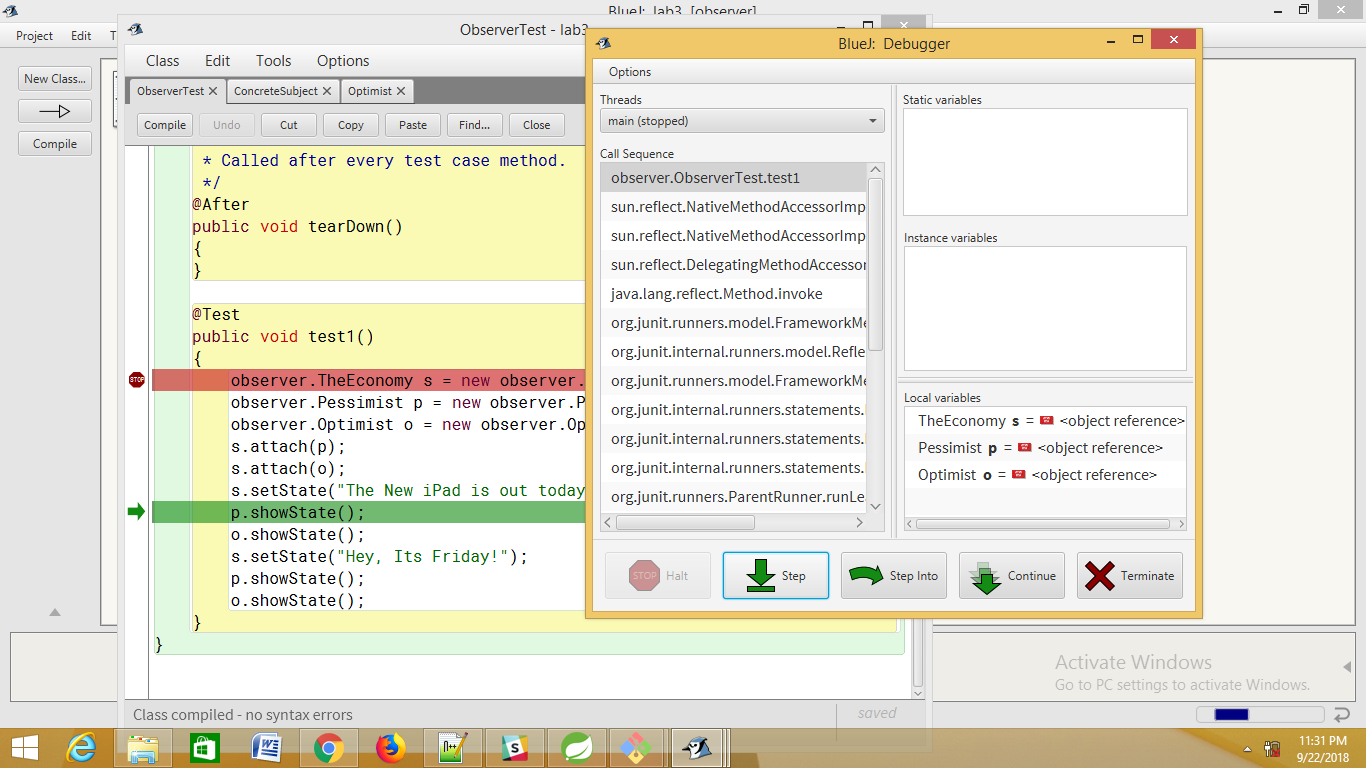 BlueJ: lab3 [observer]
Project Edit T
New Class...
Compile
ObserverTest - lab3
Class Edit Tools Options
ObserverTest ConcreteSubject Optimist
Compile Undo Cut Copy Paste Find... Close
* Called after every test case method.
*/
@After
public void tearDown()
{
}
@Test
public void test1()
{
STOP observer.TheEconomy s = new observer.
observer.Pessimist p = new observer.P
observer.Optimist o = new observer.Op
s.attach(p);
s.attach(o);
s.setState("The New iPad is out today
p.showState();
o.showState();
s.setState("Hey, Its Friday!");
p.showState();
o.showState();
}
}
Class compiled - no syntax errors
saved
BlueJ: Debugger
Options
Threads
main (stopped)
Call Sequence
observer.ObserverTest.test1
sun.reflect.NativeMethodAccessorImp
sun.reflect.NativeMethodAccessorImp
sun.reflect.DelegatingMethodAccessor
java.lang.reflect.Method.invoke
org.junit.runners.model.FrameworkMe
org.junit.internal.runners.model.Refle
org.junit.runners.model.FrameworkMe
org.junit.internal.runners.statements.
org.junit.internal.runners.statements.
org.junit.internal.runners.statements.
org.junit.runners.ParentRunner.runLea
Static variables
Instance variables
Local variables
TheEconomy s = <object reference>
Pessimist p = <object reference>
Optimist o = <object reference>
STOP Halt Step Step Into Continue Terminate
Activate Windows
Go to PC settings to activate Windows.
11:31 PM
9/22/2018